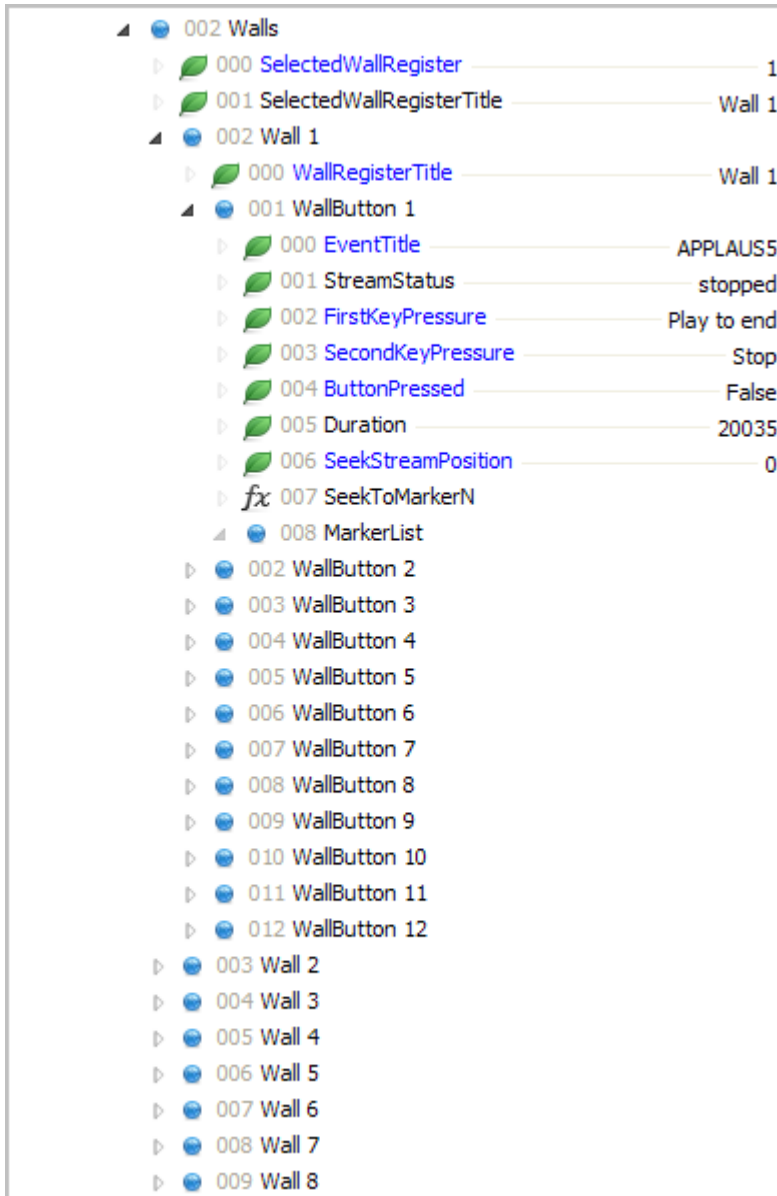 002 Walls
000 SelectedWallRegister 1
001 SelectedWallRegisterTitle Wall 1
002 Wall 1
000 WallRegisterTitle Wall 1
001 WallButton 1
000 EventTitle APPLAUS5
001 StreamStatus stopped
002 FirstKeyPressure Play to end
003 SecondKeyPressure Stop
004 ButtonPressed False
005 Duration 20035
006 SeekStreamPosition 0
fx 007 SeekToMarkerN
008 MarkerList
002 WallButton 2
003 WallButton 3
004 WallButton 4
005 WallButton 5
006 WallButton 6
007 WallButton 7
008 WallButton 8
009 WallButton 9
010 WallButton 10
011 WallButton 11
012 WallButton 12
003 Wall 2
004 Wall 3
005 Wall 4
006 Wall 5
007 Wall 6
008 Wall 7
009 Wall 8